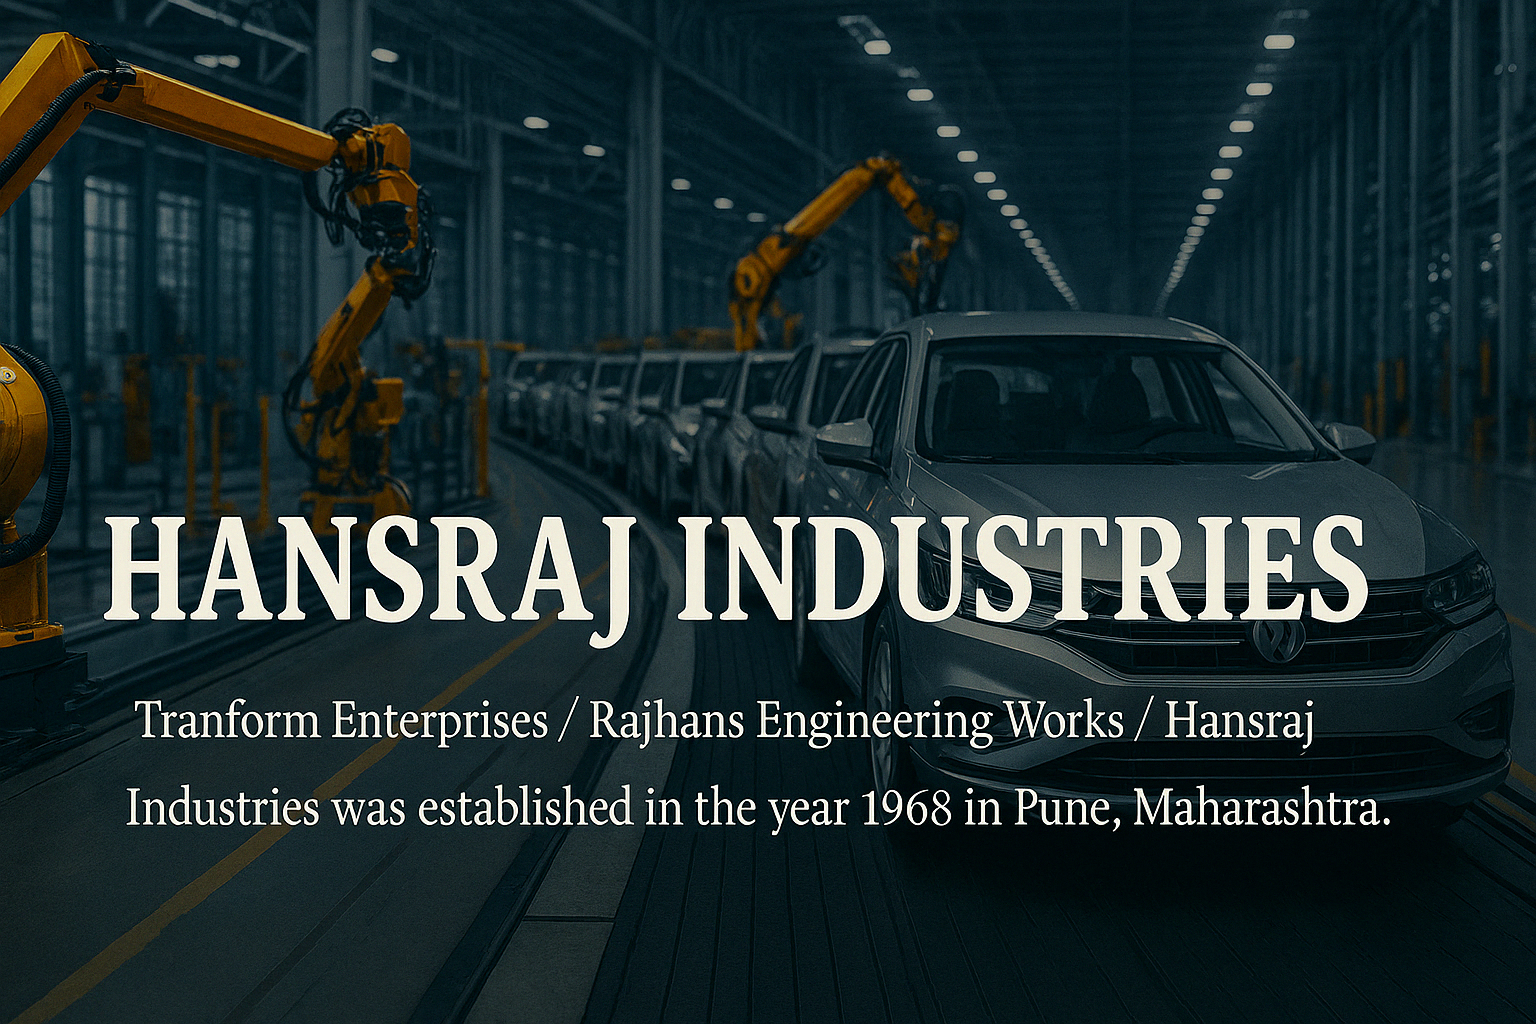 HANSRAJ INDUSTRIES
Tranform Enterprises / Rajhans Engineering Works / Hansraj
Industries was established in the year 1968 in Pune, Maharashtra.